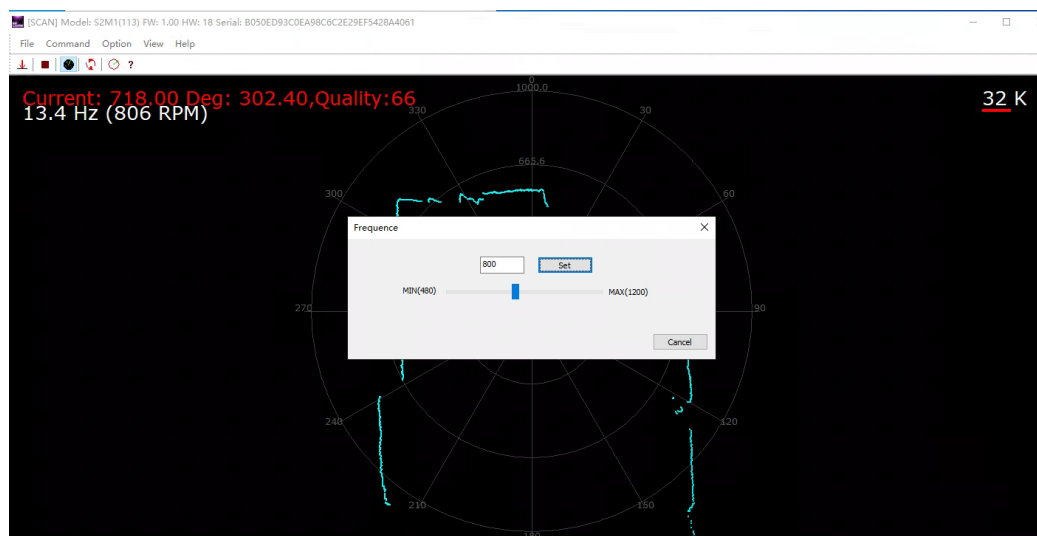 [SCAN] Model: S2M1(113) FW: 1.00 HW: 18 Serial: B050ED93C0EA98C6C2E29EF5428A4061
File Command Option View Help
?
Current: 718.00 Deg: 302.40,Quality:66
13.4 Hz (806 RPM)
32 K
0
1000.0
330
30
665.6
300
60
Frequence
800
Set
MIN(480)
MAX(1200)
270
90
Cancel
240
120
210
150
180